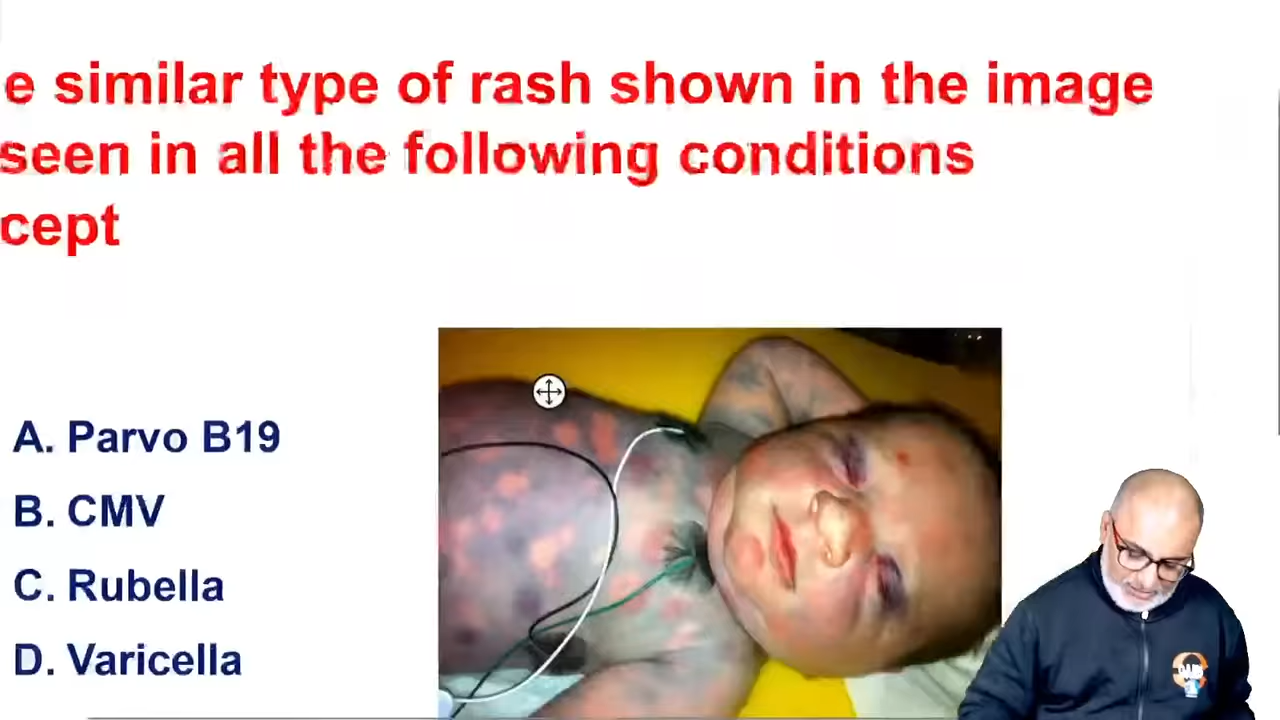 e similar type of rash shown in the image
seen in all the following conditions
cept
A. Parvo B19
B. CMV
C. Rubella
D. Varicella